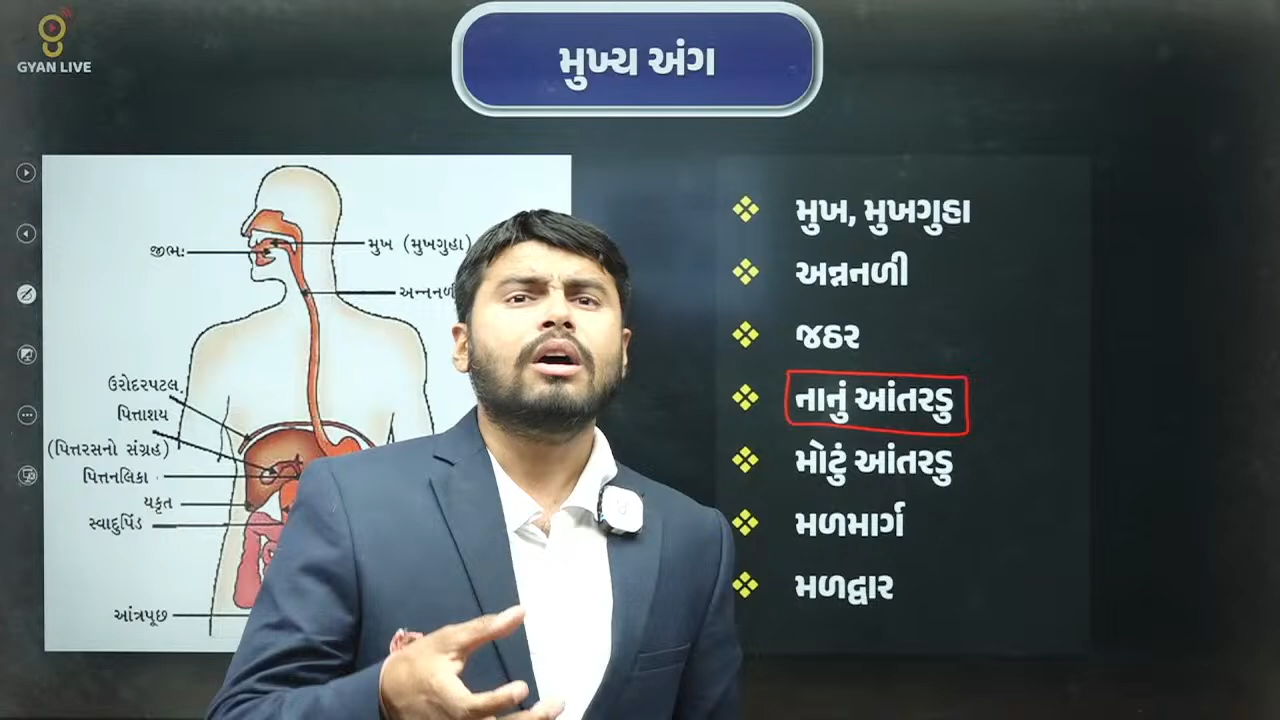 GYAN LIVE
મુખ્ય અંગ
જીભ
મુખ (મુખગુહા)
ઉરોદરપટલ
પિત્તાશય
(પિત્તરસનો સંગ્રહ)
પિત્તનલિકા
યકૃત
સ્વાદુપિંડ
આંત્રપૂછ
મુખ, મુખગુહા
અન્નનળી
જઠર
નાનું આંતરડુ
મોટું આંતરડુ
મળમાર્ગ
મળદ્વાર